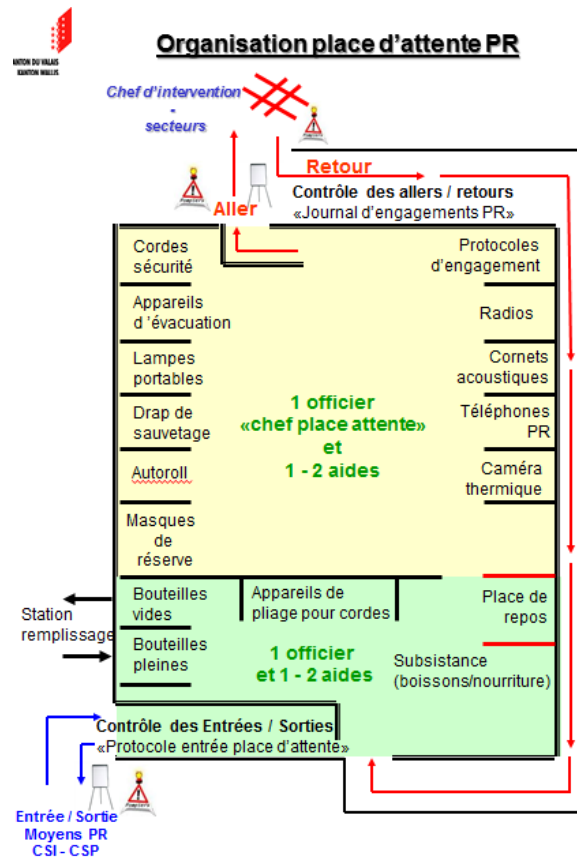 Organisation place d'attente PR
CANTON DU VALAIS
KANTON WALLIS
Chef d'intervention
-
secteurs
Retour
Contrôle des allers / retours
«Journal d'engagements PR»
Aller
Cordes
sécurité
Protocoles
d'engagement
Appareils
d 'évacuation
Radios
Lampes
portables
Cornets
acoustiques
1 officier
«chef place attente»
et
1 - 2 aides
Drap de
sauvetage
Téléphones
PR
Autoroll
Caméra
thermique
Masques
de
réserve
Bouteilles
vides
Appareils de
pliage pour cordes
Place de
repos
Station
remplissage
Bouteilles
pleines
1 officier
et 1 - 2 aides
Subsistance
(boissons/nourriture)
Contrôle des Entrées / Sorties
«Protocole entrée place d'attente»
Entrée / Sortie
Moyens PR
CSI - CSP